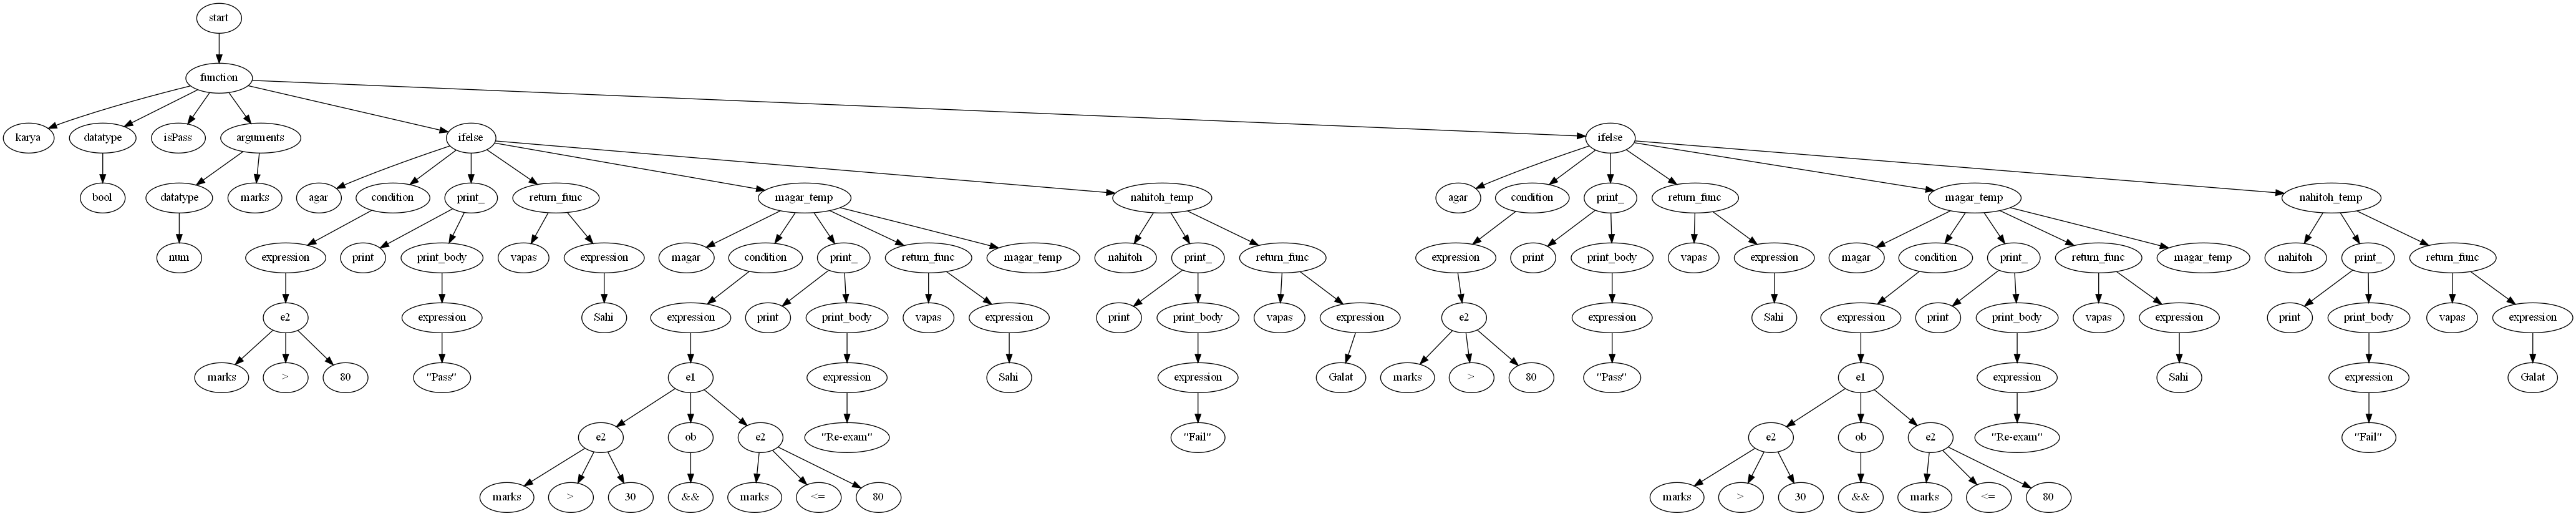 start
function
karya datatype isPass arguments ifelse ifelse
bool datatype marks agar condition print_ return_func magar_temp nahitoh_temp agar condition print_ return_func magar_temp nahitoh_temp
num expression print print_body vapas expression magar condition print_ return_func magar_temp nahitoh print_ return_func expression print print_body vapas expression magar condition print_ return_func magar_temp nahitoh print_ return_func
e2 expression Sahi expression print print_body vapas expression print print_body vapas expression e2 expression Sahi expression print print_body vapas expression print print_body vapas expression
marks > 80 "Pass" e1 expression Sahi expression Galat marks > 80 "Pass" e1 expression Sahi expression Galat
e2 ob e2 "Re-exam" "Fail" e2 ob e2 "Re-exam" "Fail"
marks > 30 && marks <= 80 marks > 30 && marks <= 80